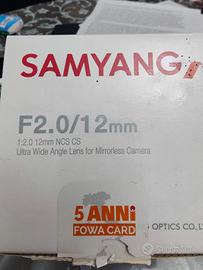 SAMYANG
F2.0/12mm
1:2.0 12mm NCS CS
Ultra Wide Angle Lens for Mirrorless Camera
5 ANNi
FOWA CARD
OPTICS CO.,L
subito